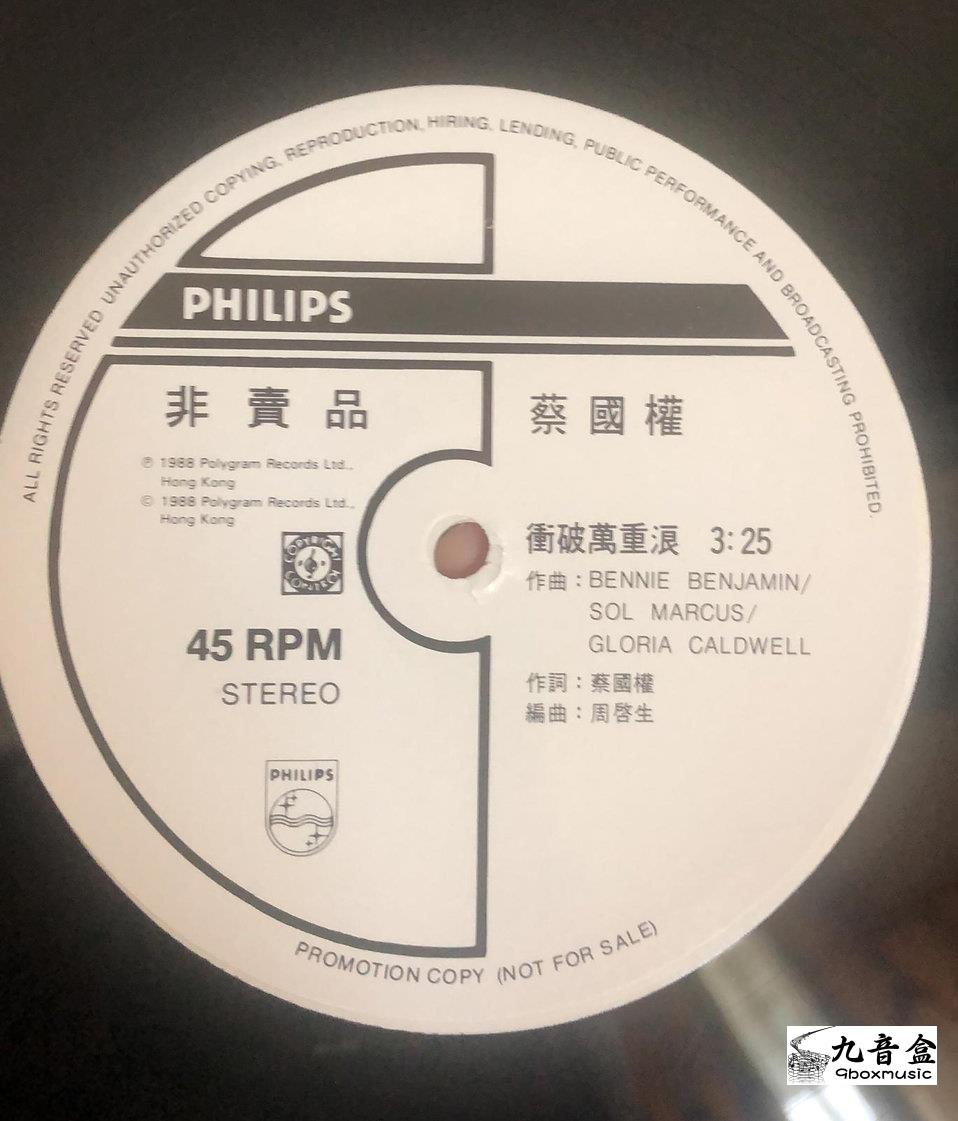 ALL RIGHTS RESERVED UNAUTHORIZED COPYING, REPRODUCTION, HIRING, LENDING, PUBLIC PERFORMANCE AND BROADCASTING PROHIBITED.
PHILIPS
非賣品
℗ 1988 Polygram Records Ltd.,
Hong Kong
© 1988 Polygram Records Ltd.,
Hong Kong
COPYRIGHT
CONTROL
45 RPM
STEREO
PHILIPS
蔡國權
衝破萬重浪 3:25
作曲：BENNIE BENJAMIN/
SOL MARCUS/
GLORIA CALDWELL
作詞：蔡國權
編曲：周啓生
PROMOTION COPY (NOT FOR SALE)
九音盒
9boxmusic